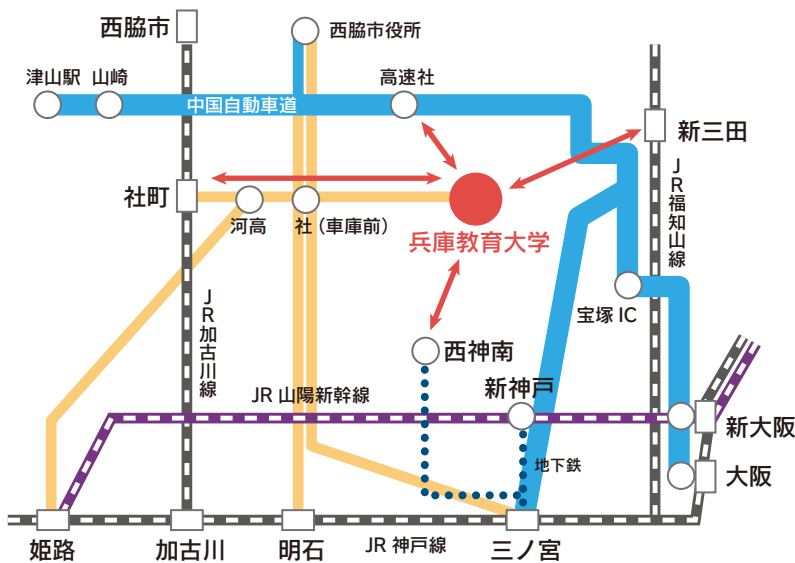 西脇市
西脇市役所
津山駅
山崎
中国自動車道
高速社
新三田
JR福知山線
社町
河高
社（車庫前）
兵庫教育大学
宝塚 IC
JR加古川線
西神南
新神戸
JR 山陽新幹線
新大阪
地下鉄
大阪
姫路
加古川
明石
JR 神戸線
三ノ宮